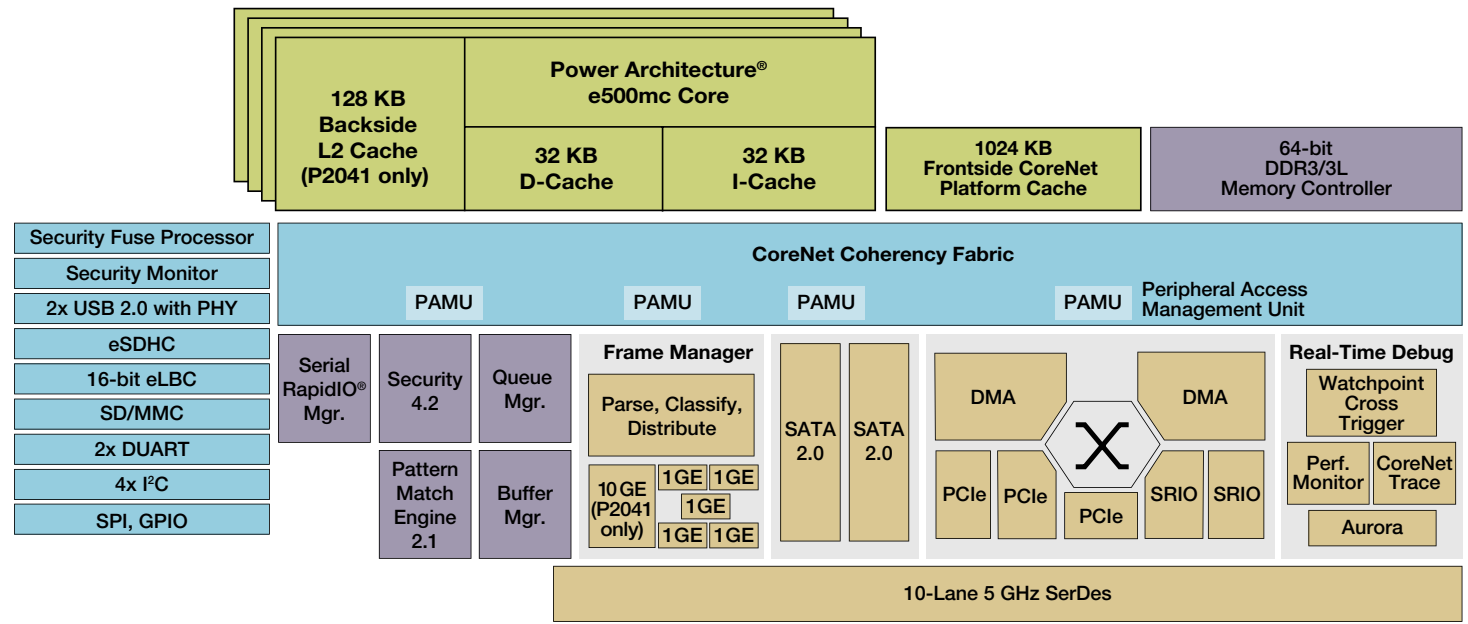 Power Architecture®
e500mc Core
128 KB
Backside
L2 Cache
(P2041 only)
32 KB
D-Cache
32 KB
I-Cache
1024 KB
Frontside CoreNet
Platform Cache
64-bit
DDR3/3L
Memory Controller
Security Fuse Processor
Security Monitor
2x USB 2.0 with PHY
eSDHC
16-bit eLBC
SD/MMC
2x DUART
4x I²C
SPI, GPIO
CoreNet Coherency Fabric
PAMU
PAMU
PAMU
PAMU
Peripheral Access
Management Unit
Serial
RapidIO®
Mgr.
Security
4.2
Queue
Mgr.
Pattern
Match
Engine
2.1
Buffer
Mgr.
Frame Manager
Parse, Classify,
Distribute
10 GE
(P2041
only)
1GE
1GE
1GE
1GE
1GE
SATA
2.0
SATA
2.0
DMA
DMA
PCIe
PCIe
PCIe
SRIO
SRIO
Real-Time Debug
Watchpoint
Cross
Trigger
Perf.
Monitor
CoreNet
Trace
Aurora
10-Lane 5 GHz SerDes